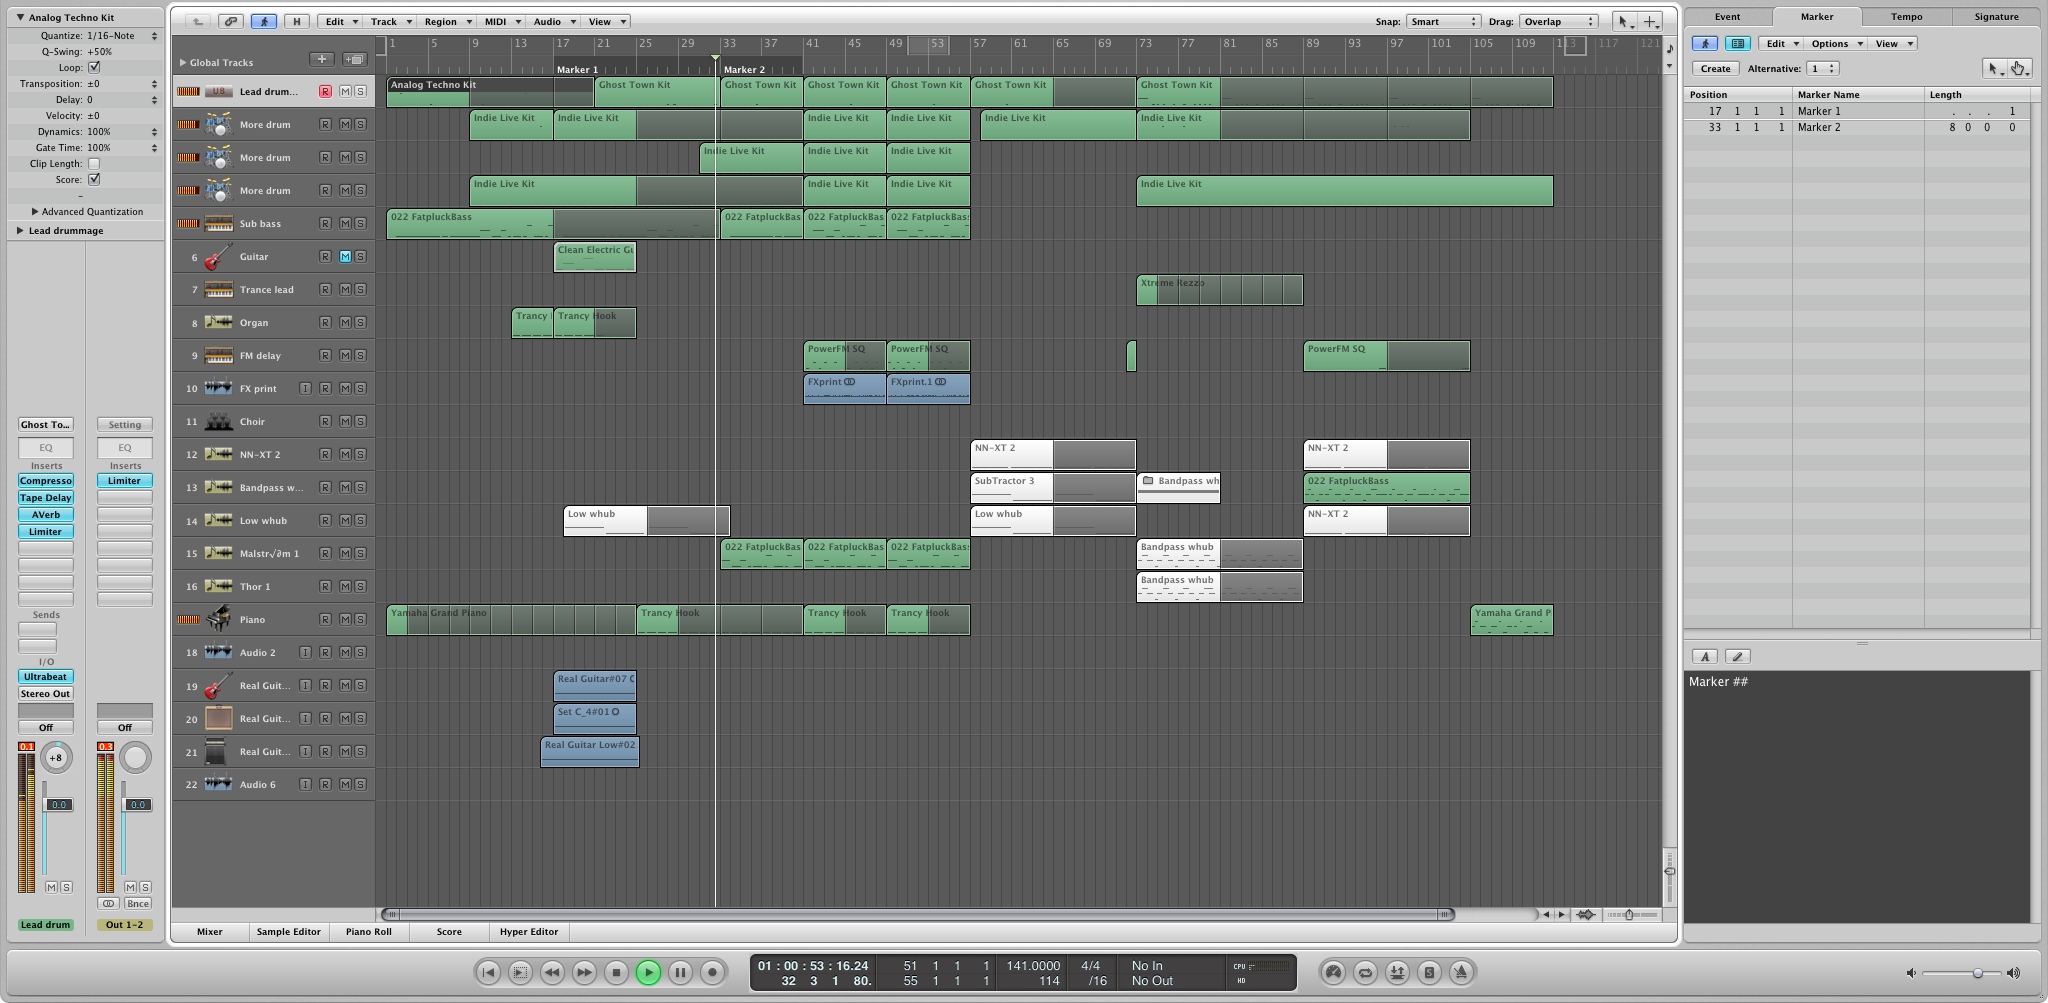 Analog Techno Kit
Quantize: 1/16-Note
Q-Swing: +50%
Loop:
Transposition: ±0
Delay: 0
Velocity: ±0
Dynamics: 100%
Gate Time: 100%
Clip Length:
Score:
Advanced Quantization
Lead drummage
Ghost To... Setting
EQ EQ
Inserts Inserts
Compresso Limiter
Tape Delay
AVerb
Limiter
Sends
I/O
Ultrabeat
Stereo Out
Off Off
0.1 +8 0.3
0.0 0.0
M S M S
Bnce
Lead drum Out 1-2
H Edit Track Region MIDI Audio View Snap: Smart Drag: Overlap
1 5 9 13 17 21 25 29 33 37 41 45 49 53 57 61 65 69 73 77 81 85 89 93 97 101 105 109 113 117 121
Global Tracks
Marker 1 Marker 2
Lead drum... R M S Analog Techno Kit Ghost Town Kit Ghost Town Kit Ghost Town Kit Ghost Town Kit Ghost Town Kit Ghost Town Kit
More drum R M S Indie Live Kit Indie Live Kit Indie Live Kit Indie Live Kit Indie Live Kit Indie Live Kit
More drum R M S Indie Live Kit Indie Live Kit Indie Live Kit
More drum R M S Indie Live Kit Indie Live Kit Indie Live Kit Indie Live Kit
Sub bass R M S 022 FatpluckBass 022 FatpluckBas 022 FatpluckBas 022 FatpluckBas
6 Guitar R M S Clean Electric Gu
7 Trance lead R M S Xtreme Rezzo
8 Organ R M S Trancy Trancy Hook
9 FM delay R M S PowerFM SQ PowerFM SQ PowerFM SQ
10 FX print I R M S FXprint FXprint.1
11 Choir R M S
12 NN-XT 2 R M S NN-XT 2 NN-XT 2
13 Bandpass w... R M S SubTractor 3 Bandpass wh 022 FatpluckBass
14 Low whub R M S Low whub Low whub NN-XT 2
15 Malstr√∂m 1 R M S 022 FatpluckBas 022 FatpluckBas 022 FatpluckBas Bandpass whub
16 Thor 1 R M S Bandpass whub
Piano R M S Yamaha Grand Piano Trancy Hook Trancy Hook Trancy Hook Yamaha Grand P
18 Audio 2 I R M S
19 Real Guit... I R M S Real Guitar#07
20 Real Guit... I R M S Set C_4#01
21 Real Guit... I R M S Real Guitar Low#02
22 Audio 6 I R M S
Mixer Sample Editor Piano Roll Score Hyper Editor
01 : 00 : 53 : 16.24 51 1 1 1 141.0000 4/4 No In CPU
32 3 1 80. 55 1 1 1 114 /16 No Out HD
Event Marker Tempo Signature
Edit Options View
Create Alternative: 1
Position Marker Name Length
17 1 1 1 Marker 1 . . . 1
33 1 1 1 Marker 2 8 0 0 0
A
Marker ##